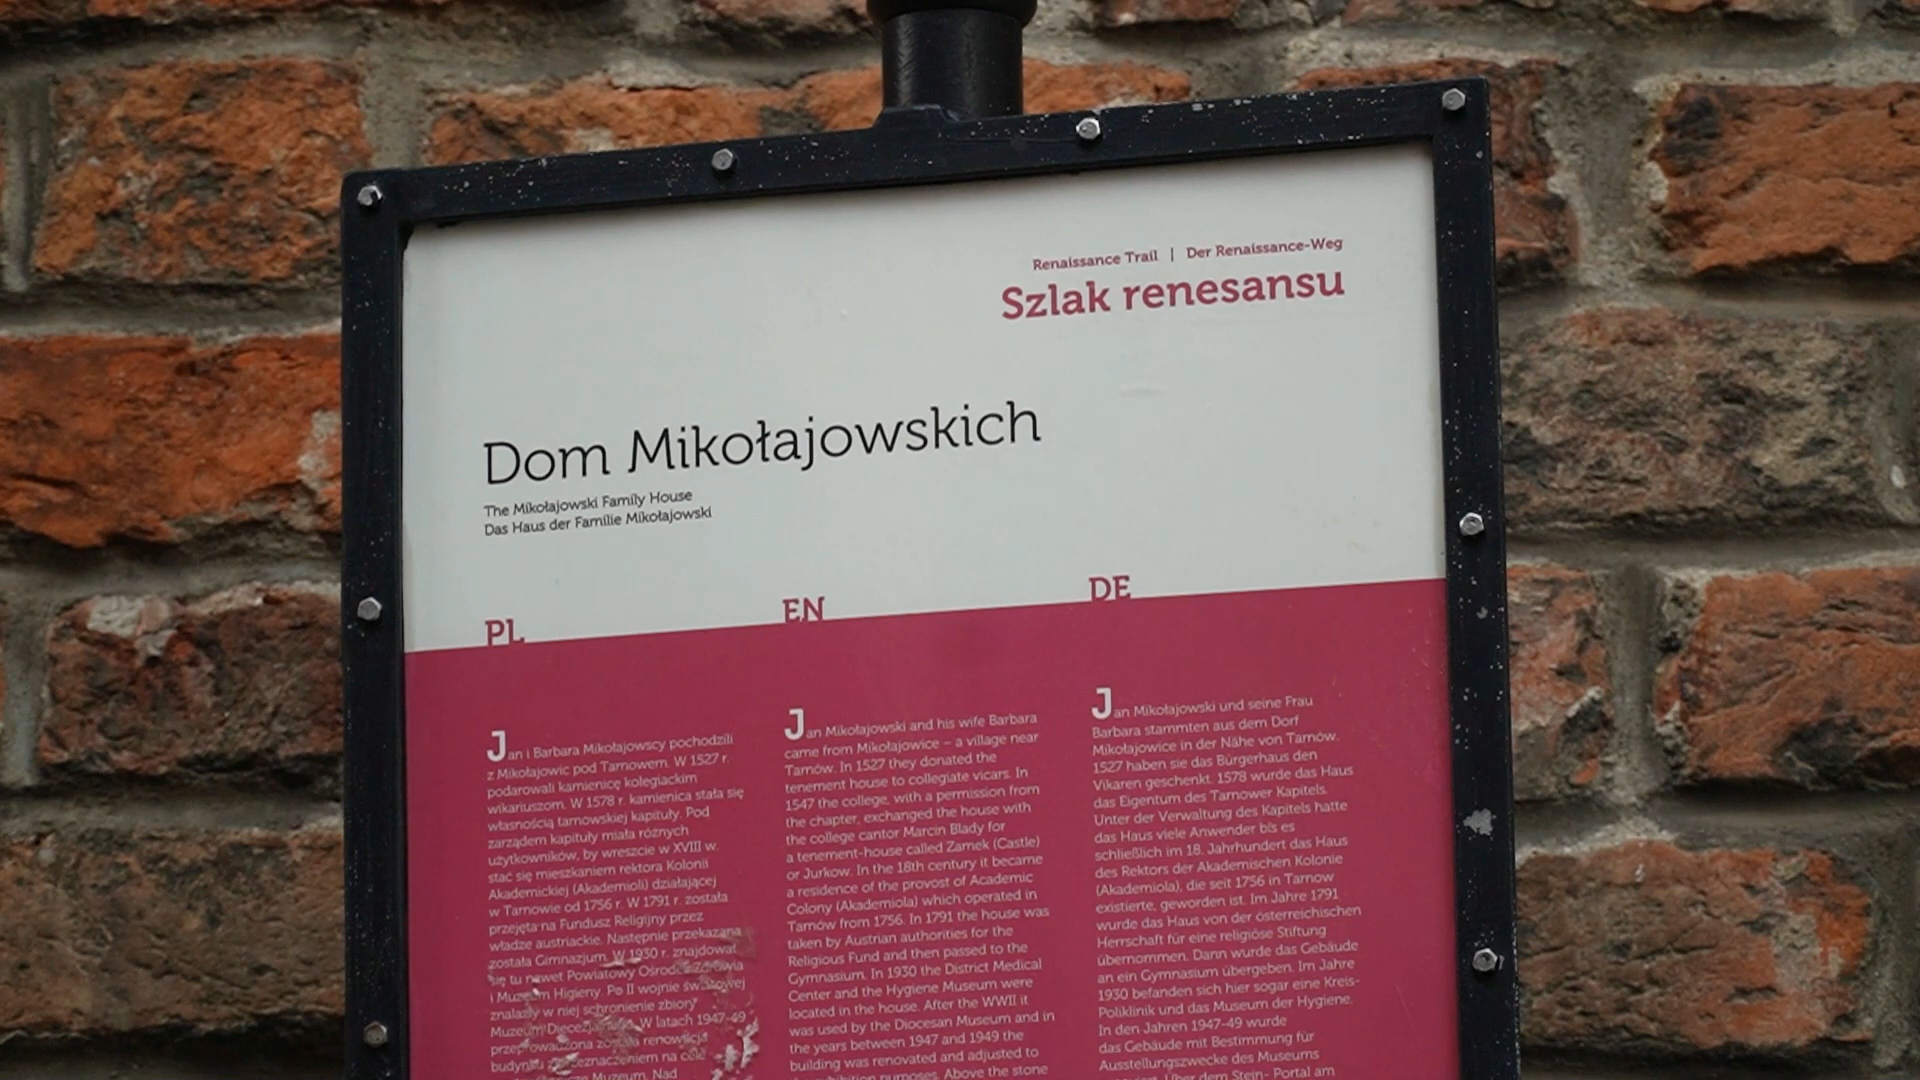 Renaissance Trail | Der Renaissance-Weg
Szlak renesansu
Dom Mikołajowskich
The Mikołajowski Family House
Das Haus der Familie Mikołajowski
PL
Jan i Barbara Mikołajowscy pochodzili
z Mikołajowic pod Tarnowem. W 1527 r.
podarowali kamienicę kolegiackim
wikariuszom. W 1578 r. kamienica stała się
własnością tarnowskiej kapituły. Pod
zarządem kapituły miała różnych
użytkowników, by wreszcie w XVIII w.
stać się mieszkaniem rektora Kolonii
Akademickiej (Akademioli) działającej
w Tarnowie od 1756 r. W 1791 r. została
przejęta na Fundusz Religijny przez
władze austriackie. Następnie przekazana
została Gimnazjum. W 1930 r. znajdował
się tu nawet Powiatowy Ośrodek Zdrowia
i Muzeum Higieny. Po II wojnie światowej
znalazły w niej schronienie zbiory
Muzeum W latach 1947-49
przeprowadzona została renowacja
budynku z przeznaczeniem na cele
Muzeum. Nad
EN
Jan Mikołajowski and his wife Barbara
came from Mikołajowice – a village near
Tarnów. In 1527 they donated the
tenement house to collegiate vicars. In
1547 the college, with a permission from
the chapter, exchanged the house with
the college cantor Marcin Blady for
a tenement-house called Zamek (Castle)
or Jurkow. In the 18th century it became
a residence of the provost of Academic
Colony (Akademiola) which operated in
Tarnów from 1756. In 1791 the house was
taken by Austrian authorities for the
Religious Fund and then passed to the
Gymnasium. In 1930 the District Medical
Center and the Hygiene Museum were
located in the house. After the WWII it
was used by the Diocesan Museum and in
the years between 1947 and 1949 the
building was renovated and adjusted to
exhibition purposes. Above the stone
DE
Jan Mikołajowski und seine Frau
Barbara stammten aus dem Dorf
Mikołajowice in der Nähe von Tarnów.
1527 haben sie das Bürgerhaus den
Vikaren geschenkt. 1578 wurde das Haus
das Eigentum des Tarnower Kapitels.
Unter der Verwaltung des Kapitels hatte
das Haus viele Anwender bis es
schließlich im 18. Jahrhundert das Haus
des Rektors der Akademischen Kolonie
(Akademiola), die seit 1756 in Tarnow
existierte, geworden ist. Im Jahre 1791
wurde das Haus von der österreichischen
Herrschaft für eine religiöse Stiftung
übernommen. Dann wurde das Gebäude
an ein Gymnasium übergeben. Im Jahre
1930 befanden sich hier sogar eine Kreis-
Poliklinik und das Museum der Hygiene.
In den Jahren 1947-49 wurde
das Gebäude mit Bestimmung für
Ausstellungszwecke des Museums
Über dem Stein- Portal am